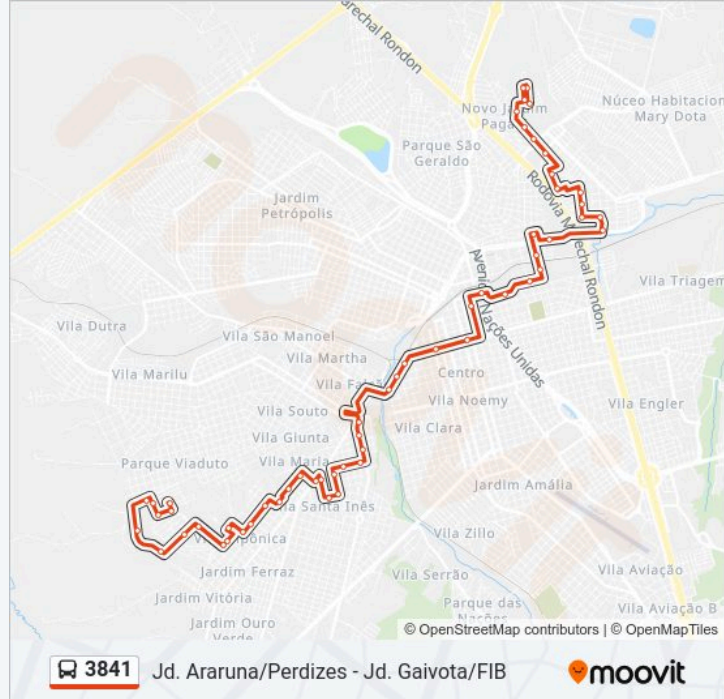 Marechal Rondon
Novo Jardim
Núcleo Habitacion
Mary Dota
Parque São
Geraldo
Rodovia Marechal Rondon
Jardim
Petrópolis
Avenida Nações Unidas
Vila Triagem
Vila Dutra
Vila São Manoel
Vila Martha
Vila Marilu
Centro
Vila Noemy
Vila Engler
Vila Souto
Vila Clara
Vila Giunta
Vila Maria
Parque Viaduto
Jardim Amália
Santa Inês
Vila Zillo
Jardim Ferraz
Vila Serrão
Vila Aviação
Jardim Vitória
Parque das
Nações
Vila Aviação B
Jardim Ouro
Verde
© OpenStreetMap contributors | © OpenMapTiles
3841 Jd. Araruna/Perdizes - Jd. Gaivota/FIB
moovit